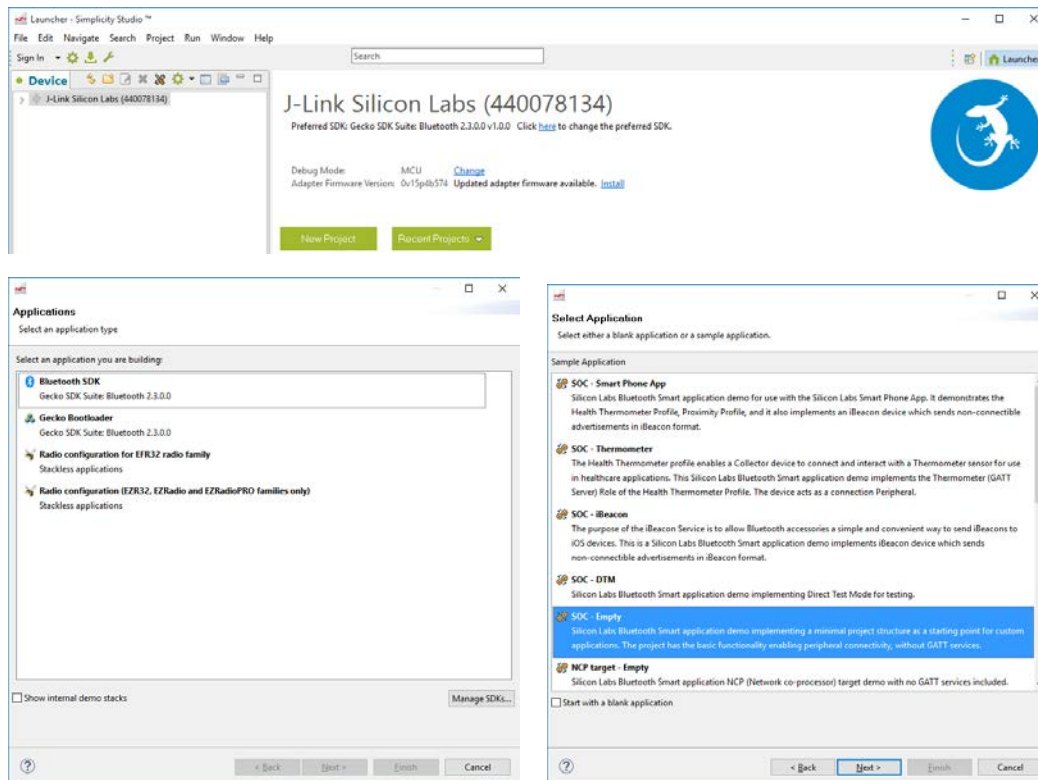 Launcher - Simplicity Studio ™
File Edit Navigate Search Project Run Window Help
Sign In
Search
Launcher
Device
J-Link Silicon Labs (440078134)
J-Link Silicon Labs (440078134)
Preferred SDK: Gecko SDK Suite: Bluetooth 2.3.0.0 v1.0.0 Click here to change the preferred SDK.
Debug Mode: MCU Change
Adapter Firmware Version: 0v15p4b574 Updated adapter firmware available. Install
New Project
Recent Projects
Applications
Select an application type
Select an application you are building:
Bluetooth SDK
Gecko SDK Suite: Bluetooth 2.3.0.0
Gecko Bootloader
Gecko SDK Suite: Bluetooth 2.3.0.0
Radio configuration for EFR32 radio family
Stackless applications
Radio configuration (EZR32, EZRadio and EZRadioPRO families only)
Stackless applications
Show internal demo stacks
Manage SDKs...
< Back
Next >
Finish
Cancel
Select Application
Select either a blank application or a sample application.
Sample Application
SOC - Smart Phone App
Silicon Labs Bluetooth Smart application demo for use with the Silicon Labs Smart Phone App. It demonstrates the
Health Thermometer Profile, Proximity Profile, and it also implements an iBeacon device which sends non-connectible
advertisements in iBeacon format.
SOC - Thermometer
The Health Thermometer profile enables a Collector device to connect and interact with a Thermometer sensor for use
in healthcare applications. This Silicon Labs Bluetooth Smart application demo implements the Thermometer (GATT
Server) Role of the Health Thermometer Profile. The device acts as a connection Peripheral.
SOC - iBeacon
The purpose of the iBeacon Service is to allow Bluetooth accessories a simple and convenient way to send iBeacons to
iOS devices. This is a Silicon Labs Bluetooth Smart application demo implements iBeacon device which sends
non-connectible advertisements in iBeacon format.
SOC - DTM
Silicon Labs Bluetooth Smart application demo implementing Direct Test Mode for testing.
SOC - Empty
Silicon Labs Bluetooth Smart application demo implementing a minimal project structure as a starting point for custom
applications. The project has the basic functionality enabling peripheral connectivity, without GATT services.
NCP target - Empty
Silicon Labs Bluetooth Smart application NCP (Network co-processor) target demo with no GATT services included.
Start with a blank application
< Back
Next >
Finish
Cancel